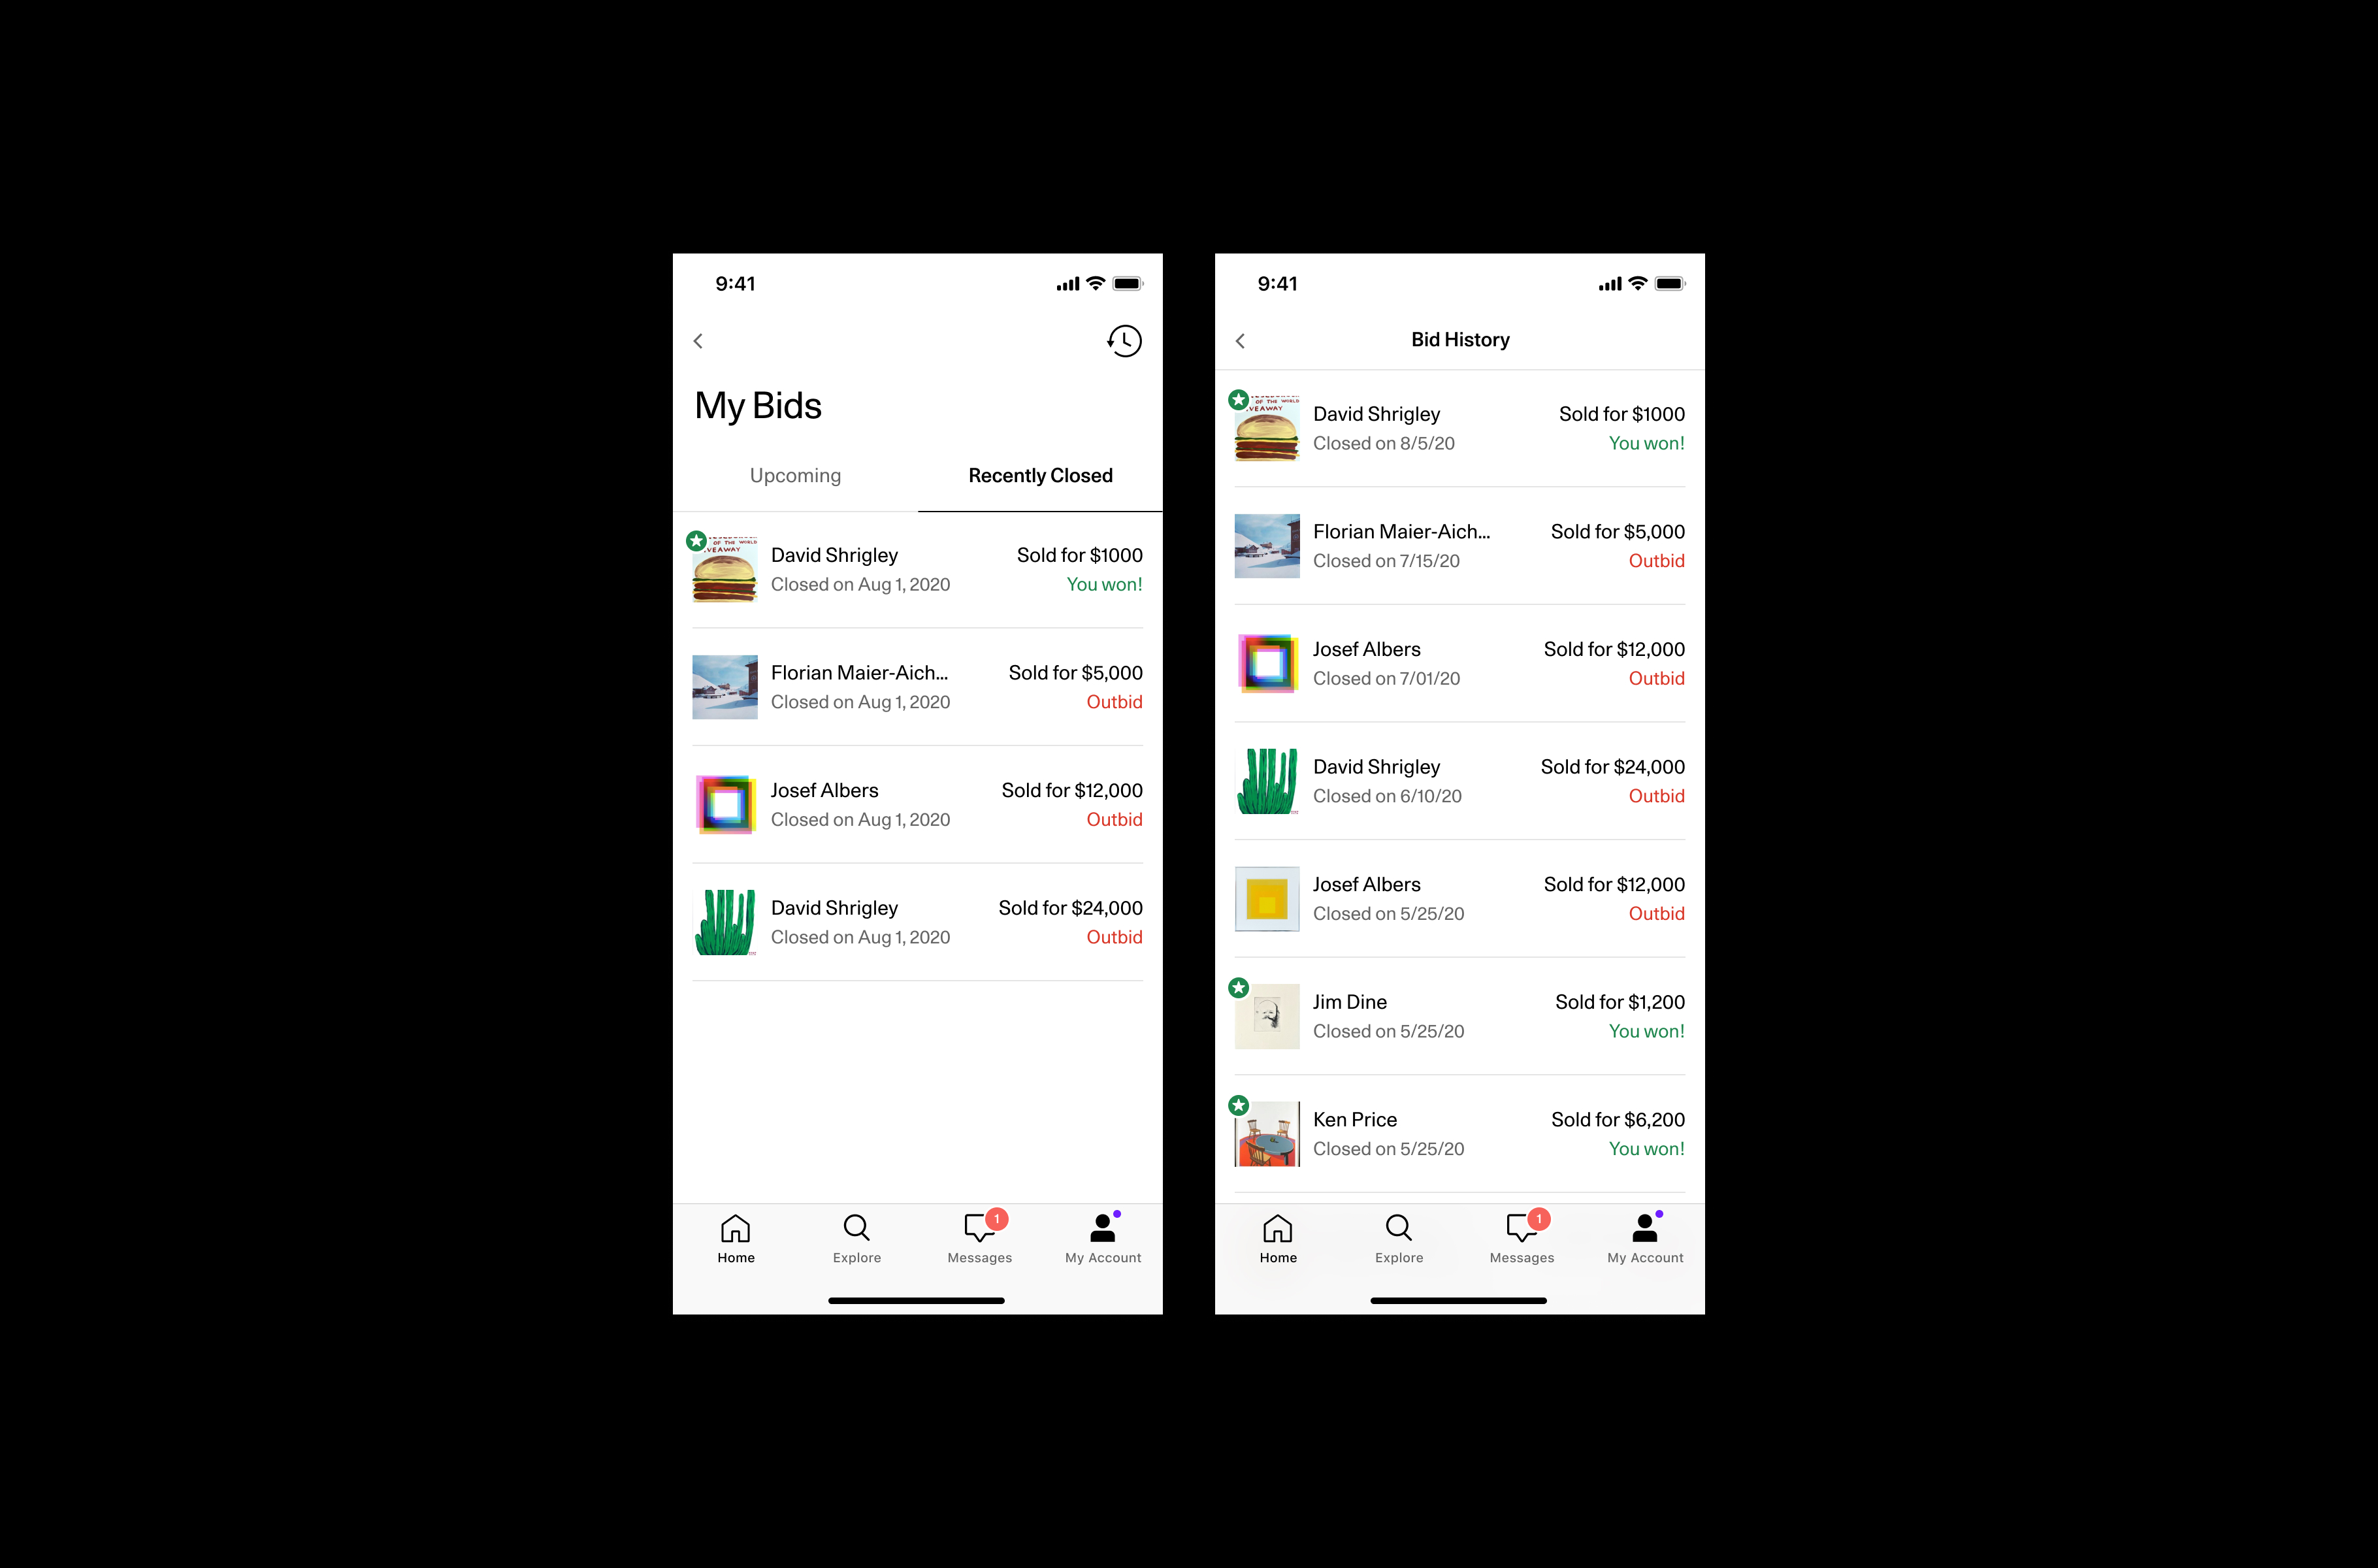 9:41
My Bids
Upcoming
Recently Closed
OF THE WORLD
David Shrigley
Sold for $1000
Closed on Aug 1, 2020
You won!
Florian Maier-Aich...
Sold for $5,000
Closed on Aug 1, 2020
Outbid
Josef Albers
Sold for $12,000
Closed on Aug 1, 2020
Outbid
David Shrigley
Sold for $24,000
Closed on Aug 1, 2020
Outbid
1
Home
Explore
Messages
My Account
9:41
Bid History
OF THE WORLD
David Shrigley
Sold for $1000
Closed on 8/5/20
You won!
Florian Maier-Aich...
Sold for $5,000
Closed on 7/15/20
Outbid
Josef Albers
Sold for $12,000
Closed on 7/01/20
Outbid
David Shrigley
Sold for $24,000
Closed on 6/10/20
Outbid
Josef Albers
Sold for $12,000
Closed on 5/25/20
Outbid
Jim Dine
Sold for $1,200
Closed on 5/25/20
You won!
Ken Price
Sold for $6,200
Closed on 5/25/20
You won!
1
Home
Explore
Messages
My Account